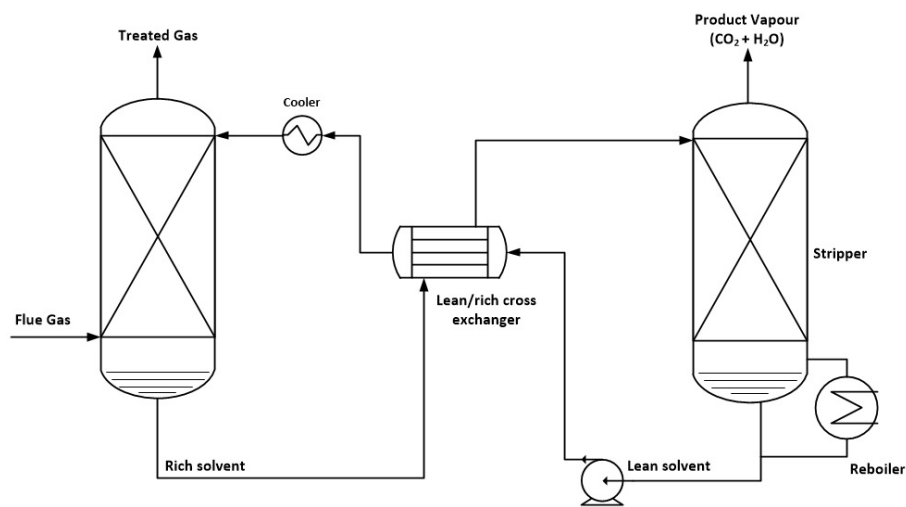 Treated Gas
Product Vapour
(CO₂ + H₂O)
Cooler
Stripper
Lean/rich cross
exchanger
Flue Gas
Rich solvent
Lean solvent
Reboiler